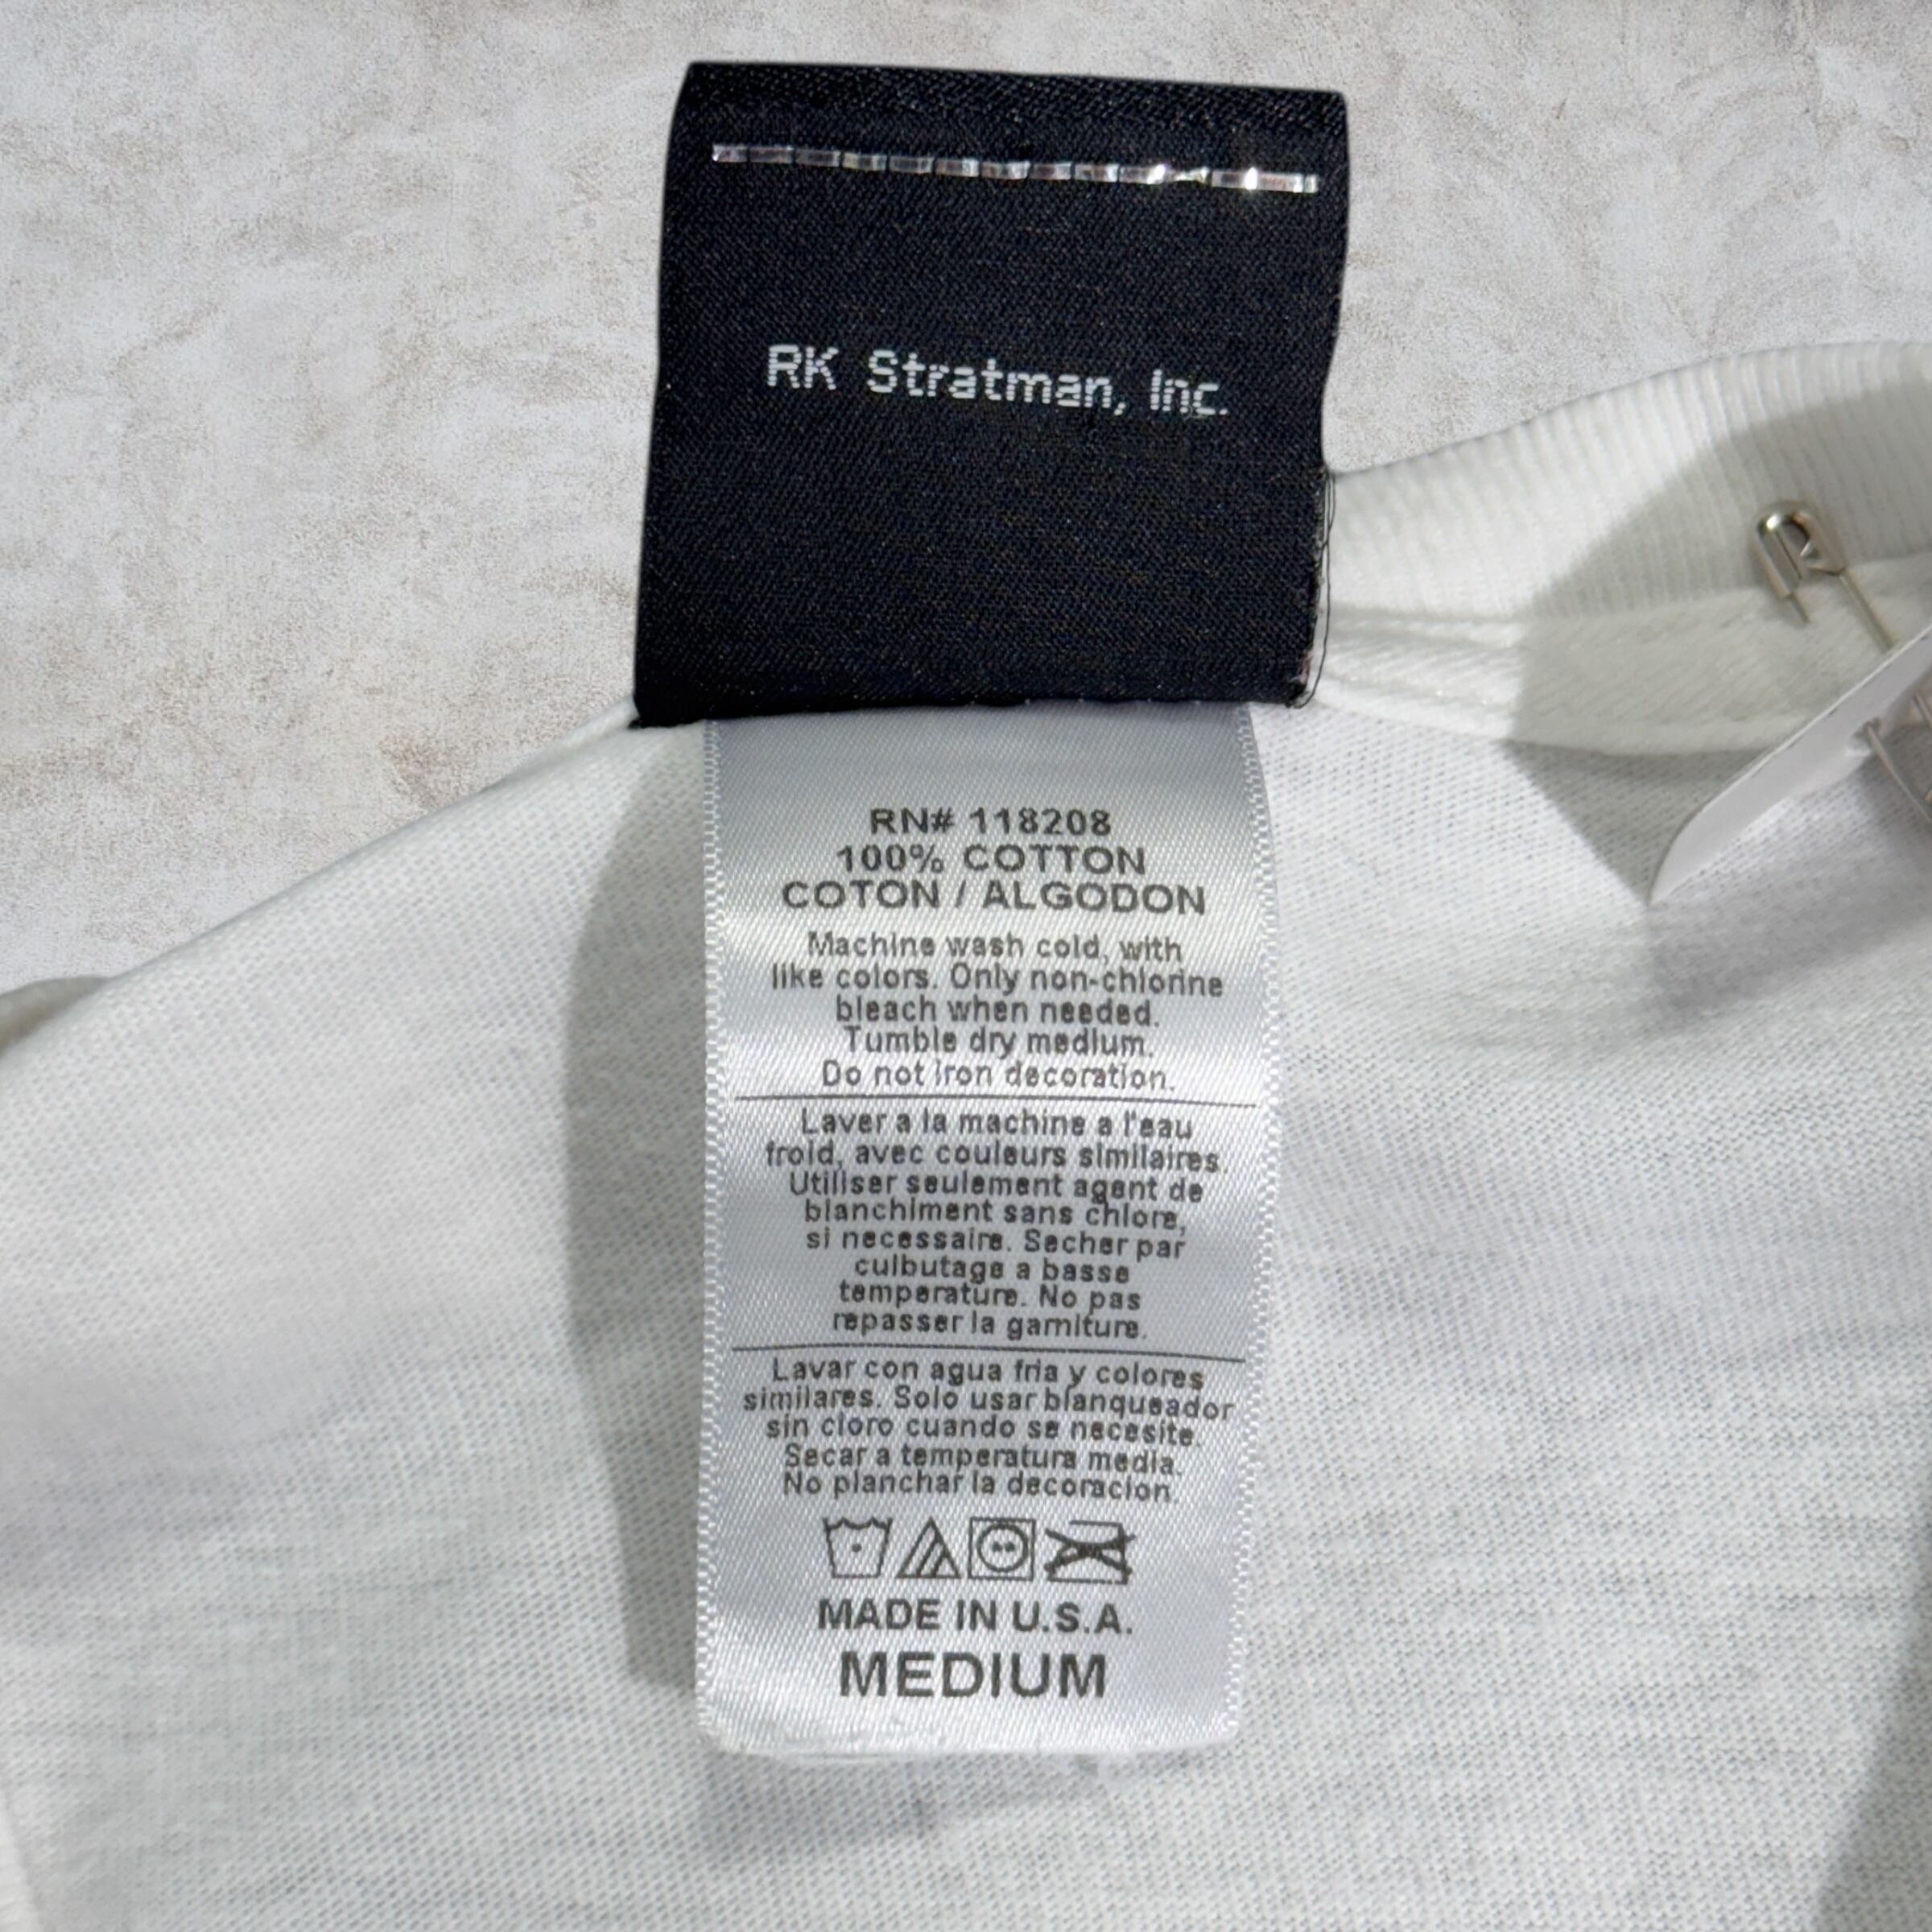 RK Stratman, Inc.
RN# 118208
100% COTTON
COTON / ALGODON
Machine wash cold, with
like colors. Only non-chlorine
bleach when needed.
Tumble dry medium.
Do not iron decoration.
Laver a la machine a l'eau
froid, avec couleurs similaires.
Utiliser seulement agent de
blanchiment sans chlore,
si necessaire. Secher par
culbutage a basse
temperature. No pas
repasser la garniture.
Lavar con agua fria y colores
similares. Solo usar blanqueador
sin cloro cuando se necesite.
Secar a temperatura media.
No planchar la decoracion.
MADE IN U.S.A.
MEDIUM